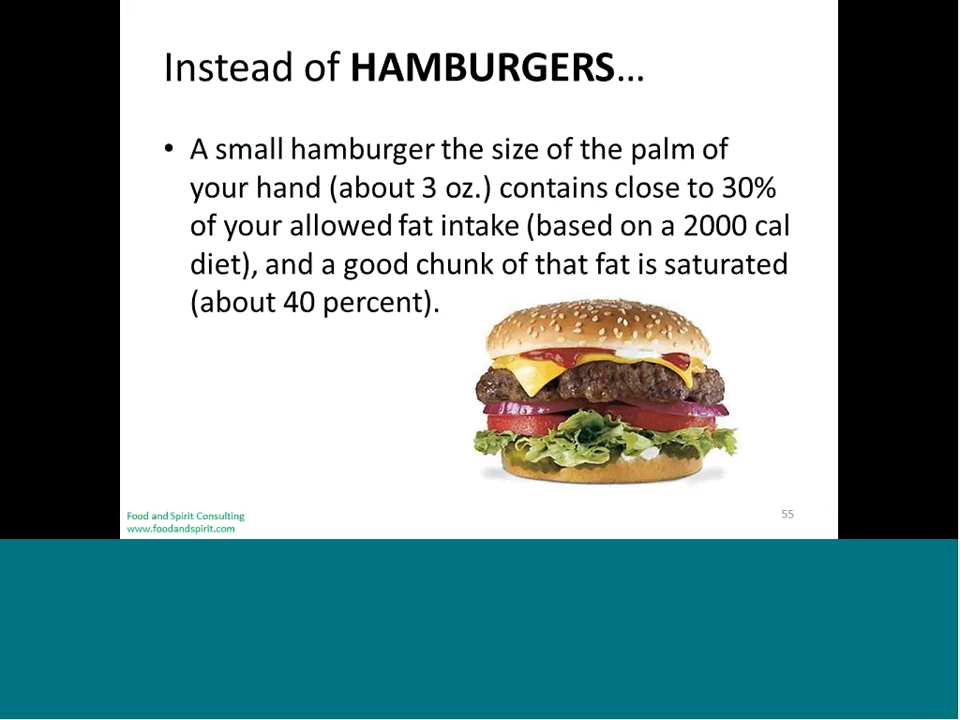 Instead of HAMBURGERS…
• A small hamburger the size of the palm of
your hand (about 3 oz.) contains close to 30%
of your allowed fat intake (based on a 2000 cal
diet), and a good chunk of that fat is saturated
(about 40 percent).
Food and Spirit Consulting
www.foodandspirit.com
55